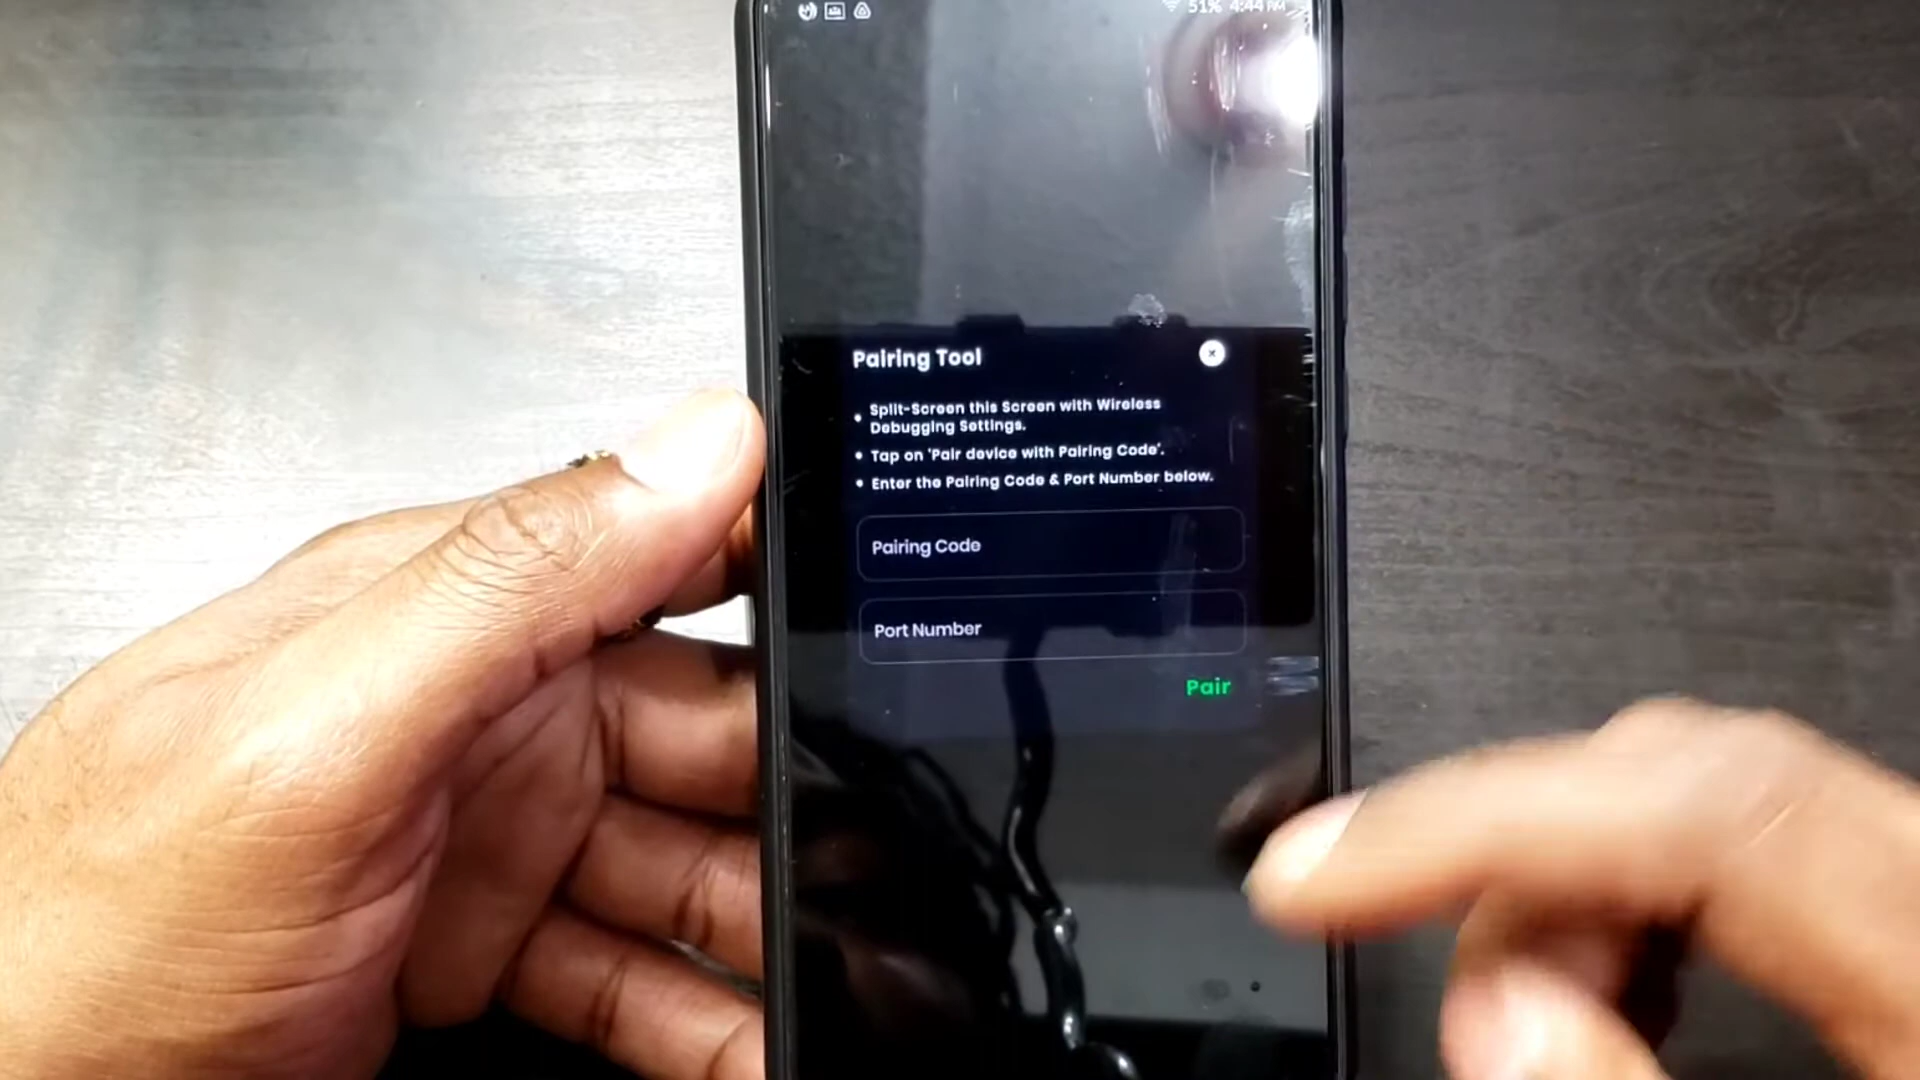 51% 4:44 PM
Pairing Tool
Split-Screen this Screen with Wireless
Debugging Settings.
Tap on 'Pair device with Pairing Code'.
Enter the Pairing Code & Port Number below.
Pairing Code
Port Number
Pair